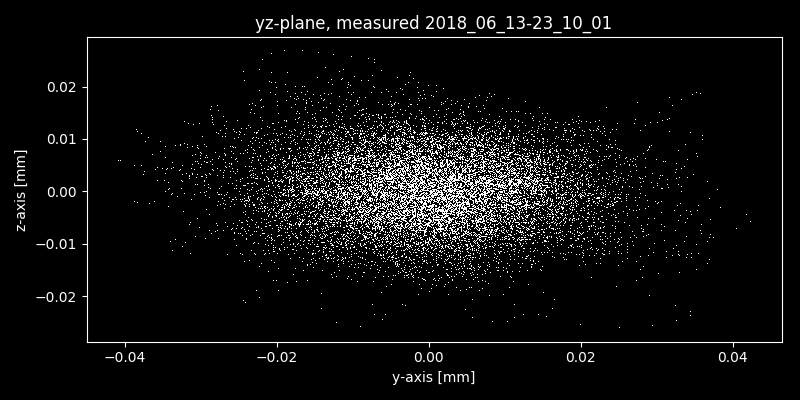 yz-plane, measured 2018_06_13-23_10_01
z-axis [mm]
0.02
0.01
0.00
−0.01
−0.02
−0.04 −0.02 0.00 0.02 0.04
y-axis [mm]